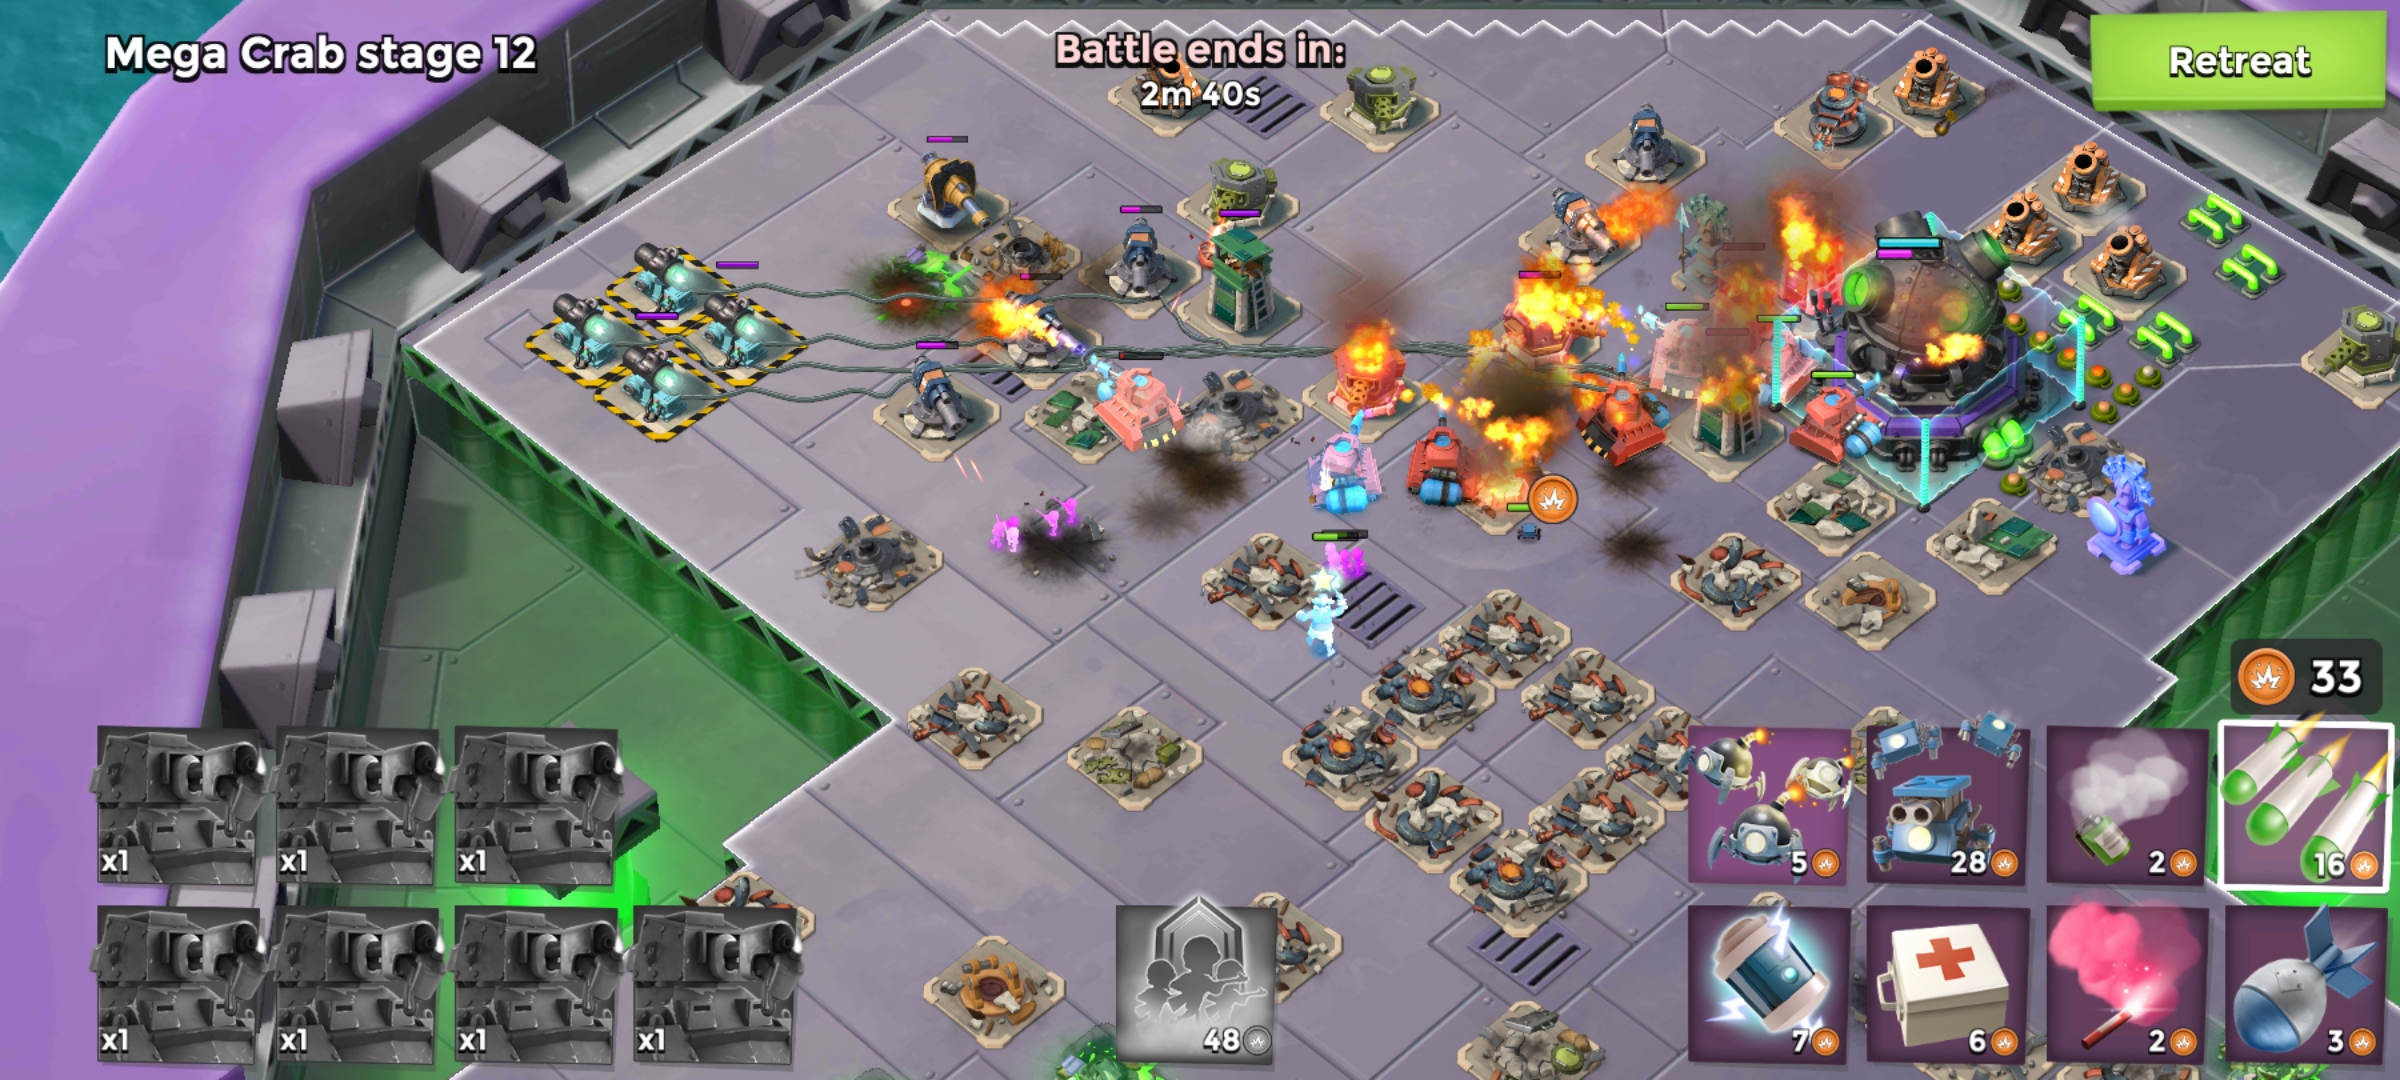 Mega Crab stage 12
Battle ends in:
2m 40s
Retreat
33
5
28
2
16
x1
x1
x1
x1
x1
x1
x1
48
7
6
2
3